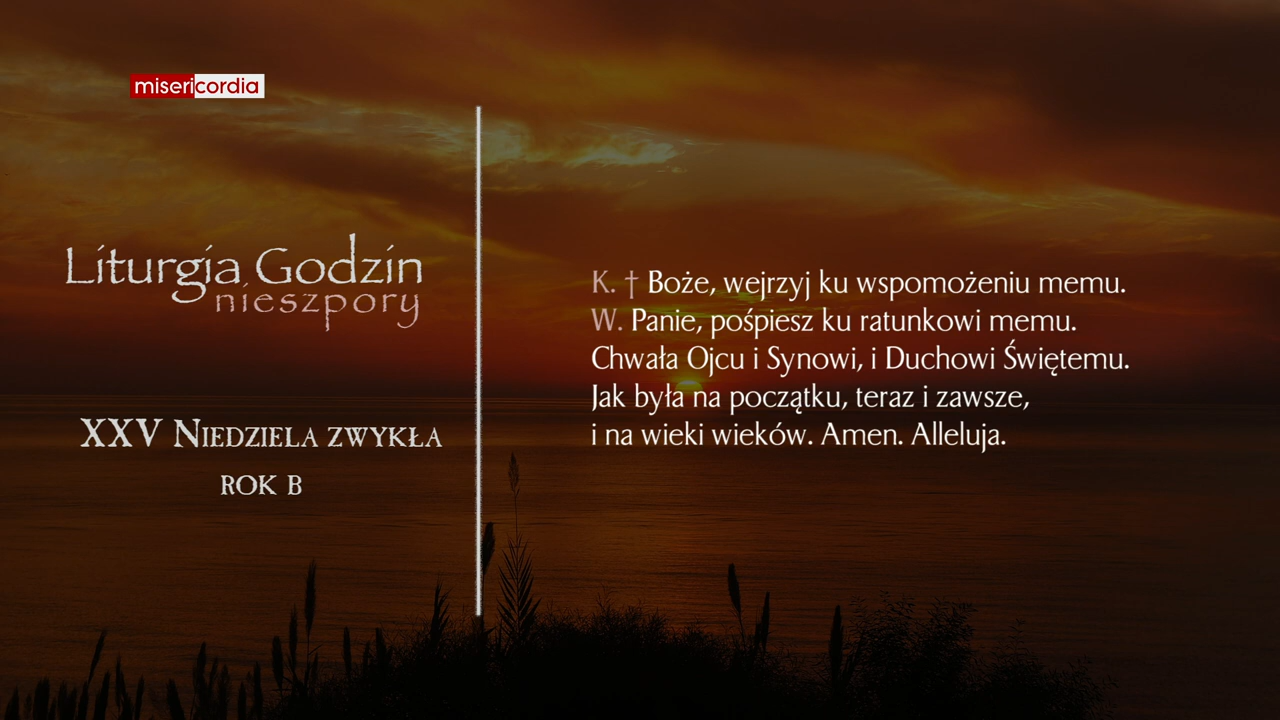 misericordia
Liturgia Godzin
nieszpory
XXV Niedziela zwykła
rok B
K. † Boże, wejrzyj ku wspomożeniu memu.
W. Panie, pośpiesz ku ratunkowi memu.
Chwała Ojcu i Synowi, i Duchowi Świętemu.
Jak była na początku, teraz i zawsze,
i na wieki wieków. Amen. Alleluja.